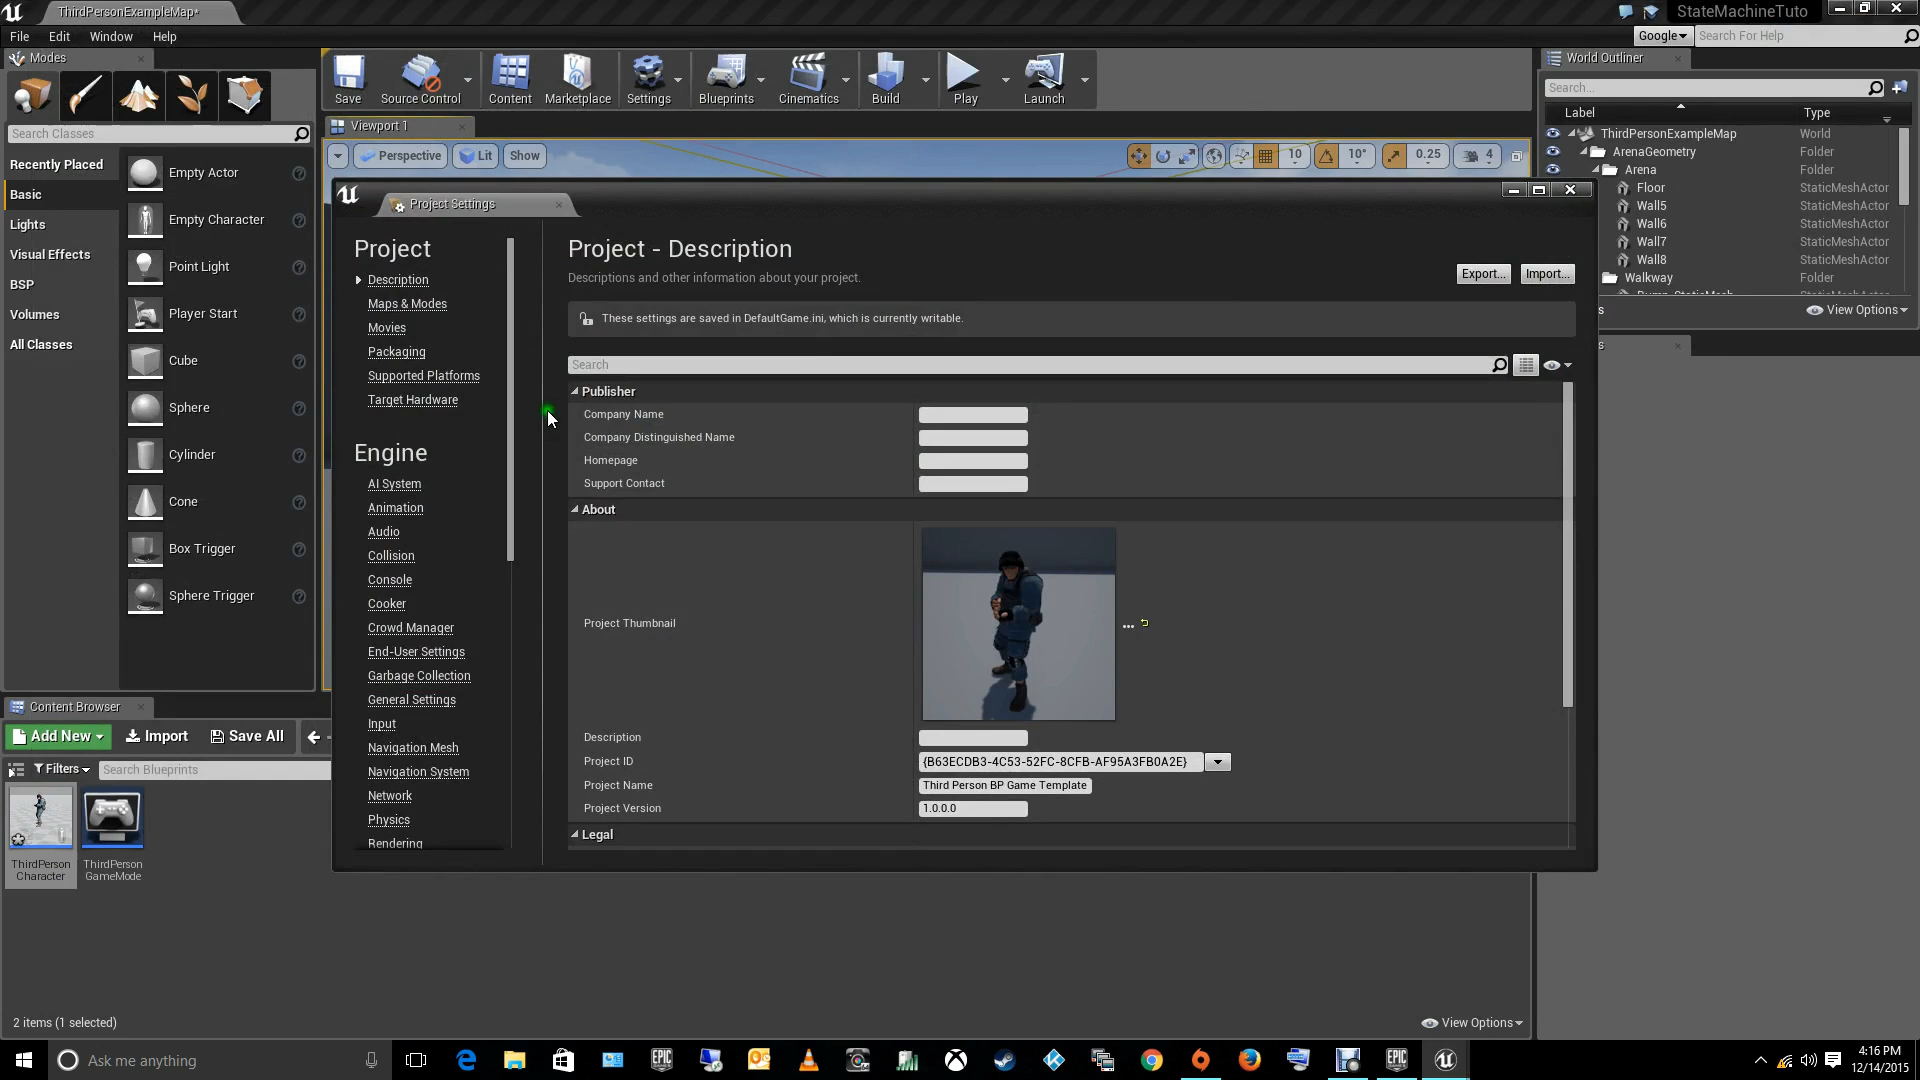 ThirdPersonExampleMap*
StateMachineTuto
File Edit Window Help
Google Search For Help
Modes
Search Classes
Recently Placed
Basic
Lights
Visual Effects
BSP
Volumes
All Classes
Empty Actor
Empty Character
Point Light
Player Start
Cube
Sphere
Cylinder
Cone
Box Trigger
Sphere Trigger
Save Source Control Content Marketplace Settings Blueprints Cinematics Build Play Launch
Viewport 1
Perspective Lit Show 10 10° 0.25 4
World Outliner
Search...
Label Type
ThirdPersonExampleMap World
ArenaGeometry Folder
Arena Folder
Floor StaticMeshActor
Wall5 StaticMeshActor
Wall6 StaticMeshActor
Wall7 StaticMeshActor
Wall8 StaticMeshActor
Walkway Folder
View Options
Project Settings
Project
Description
Maps & Modes
Movies
Packaging
Supported Platforms
Target Hardware
Engine
AI System
Animation
Audio
Collision
Console
Cooker
Crowd Manager
End-User Settings
Garbage Collection
General Settings
Input
Navigation Mesh
Navigation System
Network
Physics
Rendering
Project - Description
Descriptions and other information about your project.
Export... Import...
These settings are saved in DefaultGame.ini, which is currently writable.
Search
Publisher
Company Name
Company Distinguished Name
Homepage
Support Contact
About
Project Thumbnail
...
Description
Project ID {B63ECDB3-4C53-52FC-8CFB-AF95A3FB0A2E}
Project Name Third Person BP Game Template
Project Version 1.0.0.0
Legal
Content Browser
Add New Import Save All
Filters Search Blueprints
ThirdPerson
Character
ThirdPerson
GameMode
2 items (1 selected)
View Options
Ask me anything
EPIC
GAMES
EPIC
GAMES
4:16 PM
12/14/2015